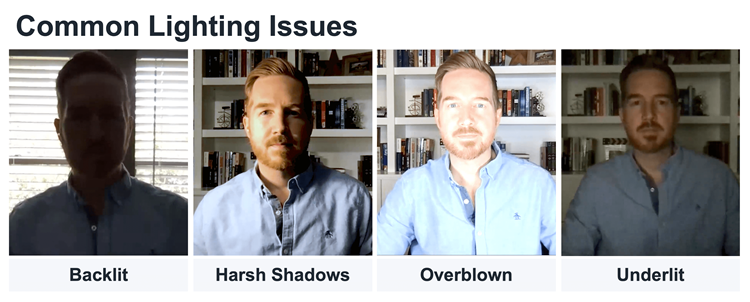 Common Lighting Issues
Backlit
Harsh Shadows
Overblown
Underlit